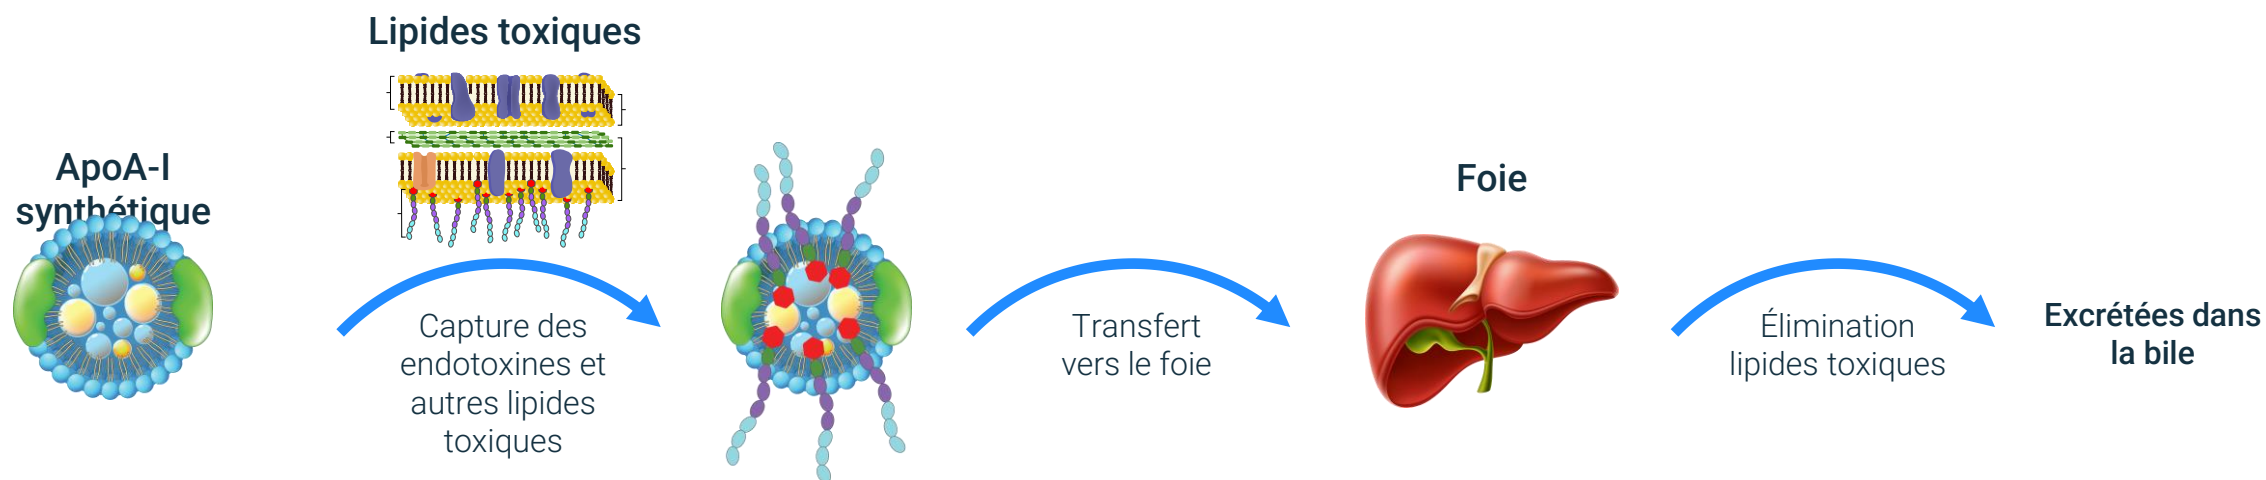 Lipides toxiques
ApoA-I
synthétique
Capture des
endotoxines et
autres lipides
toxiques
Transfert
vers le foie
Foie
Élimination
lipides toxiques
Excrétées dans
la bile